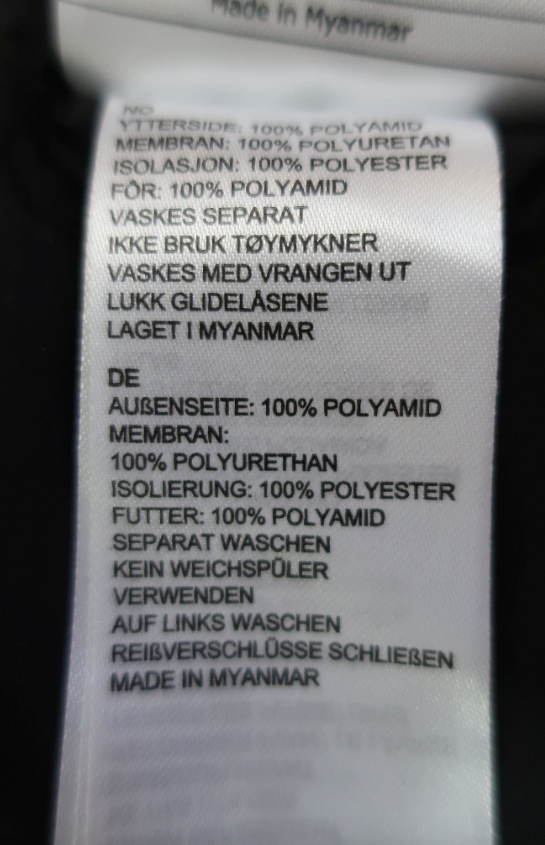 Made in Myanmar
NO
YTTERSIDE: 100% POLYAMID
MEMBRAN: 100% POLYURETAN
ISOLASJON: 100% POLYESTER
FÔR: 100% POLYAMID
VASKES SEPARAT
IKKE BRUK TØYMYKNER
VASKES MED VRANGEN UT
LUKK GLIDELÅSENE
LAGET I MYANMAR
DE
AUßENSEITE: 100% POLYAMID
MEMBRAN:
100% POLYURETHAN
ISOLIERUNG: 100% POLYESTER
FUTTER: 100% POLYAMID
SEPARAT WASCHEN
KEIN WEICHSPÜLER
VERWENDEN
AUF LINKS WASCHEN
REIßVERSCHLÜSSE SCHLIEßEN
MADE IN MYANMAR